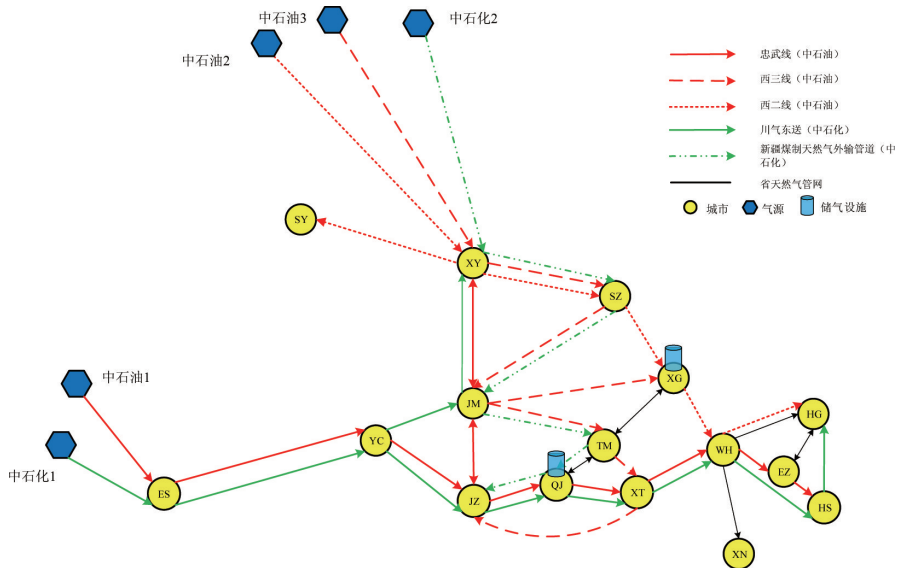 中石油3
中石化2
中石油2
忠武线（中石油）
西三线（中石油）
西二线（中石油）
川气东送（中石化）
新疆煤制天然气外输管道（中
石化）
省天然气管网
城市
气源
储气设施
SY
XY
SZ
中石油1
XG
JM
HG
YC
TM
WH
中石化1
EZ
ES
JZ
QJ
XT
HS
XN